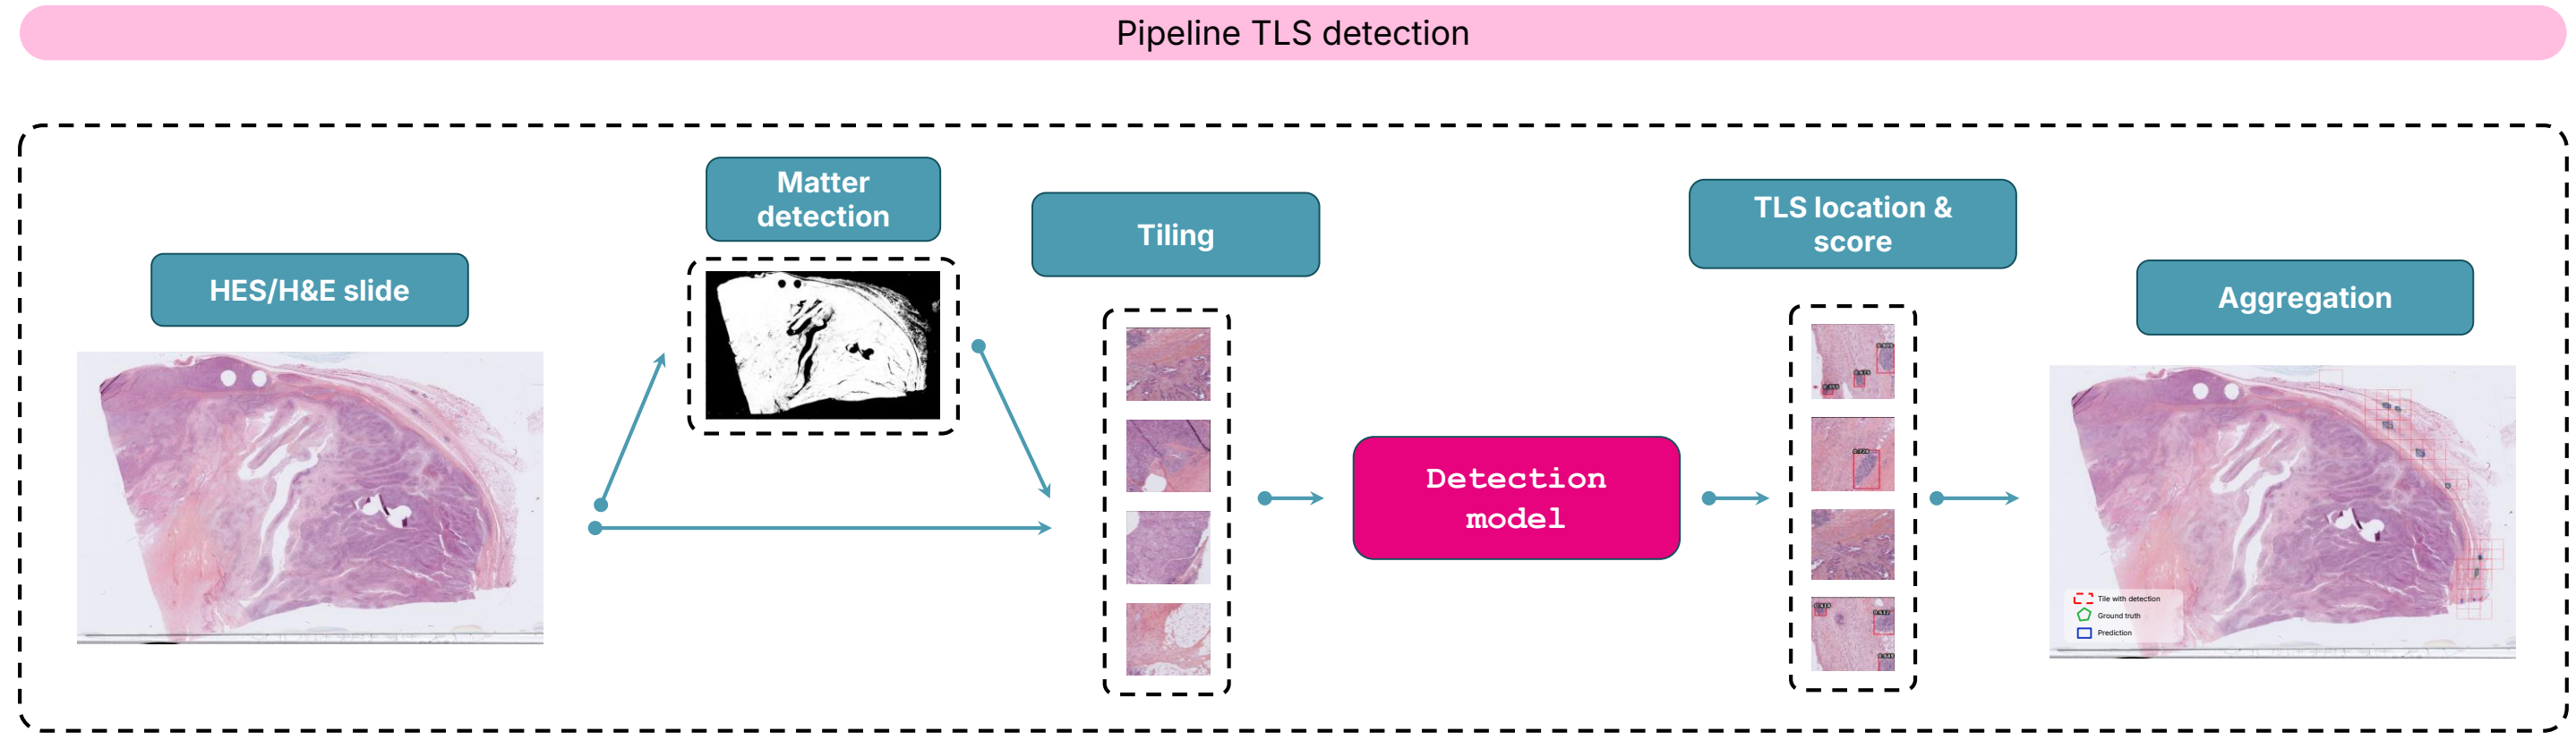 Pipeline TLS detection
Matter
detection
TLS location &
score
Tiling
HES/H&E slide
Aggregation
Detection
model
Tile with detection
Ground truth
Prediction